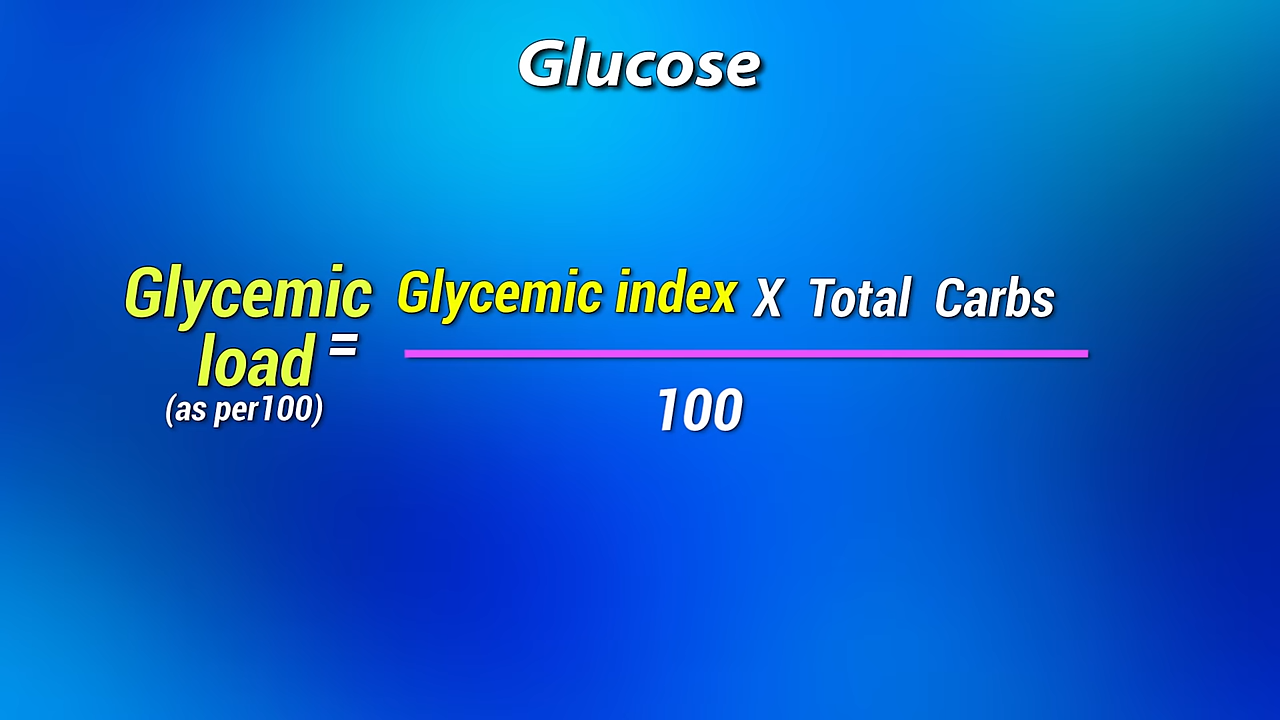 Glucose
Glycemic load =
(as per100)
Glycemic index X Total Carbs
100